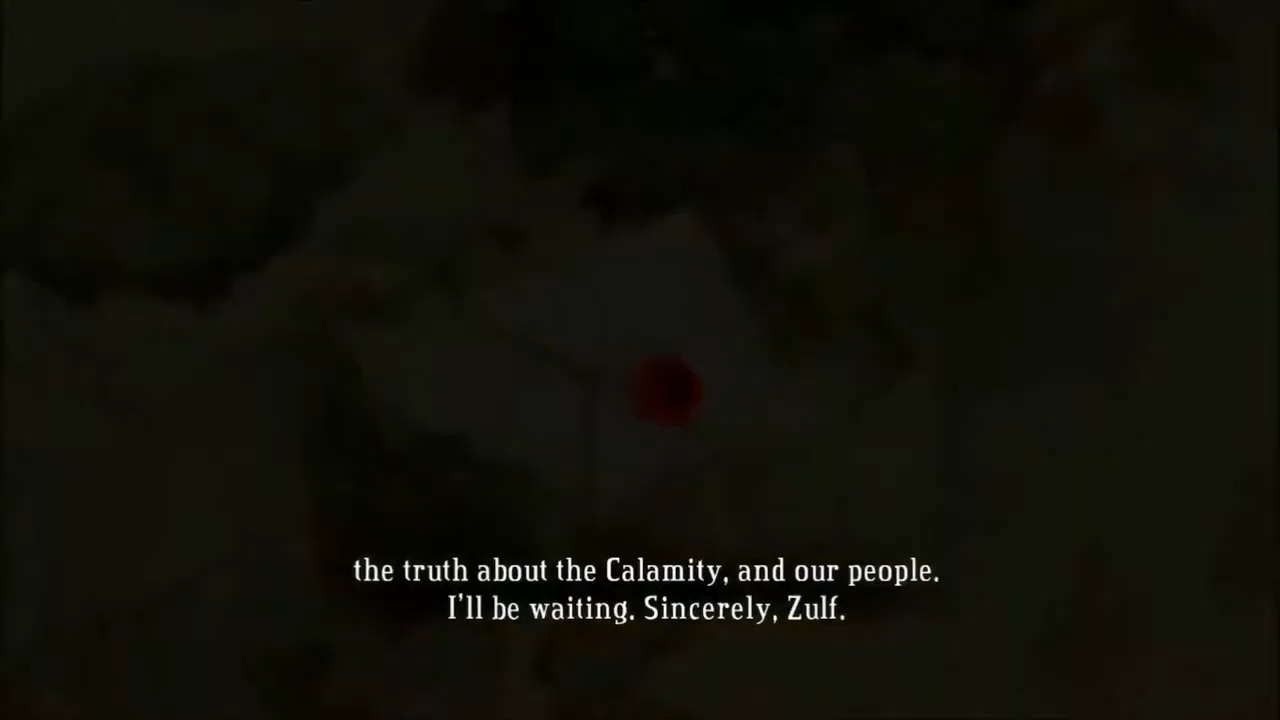 the truth about the Calamity, and our people.
I'll be waiting. Sincerely, Zulf.